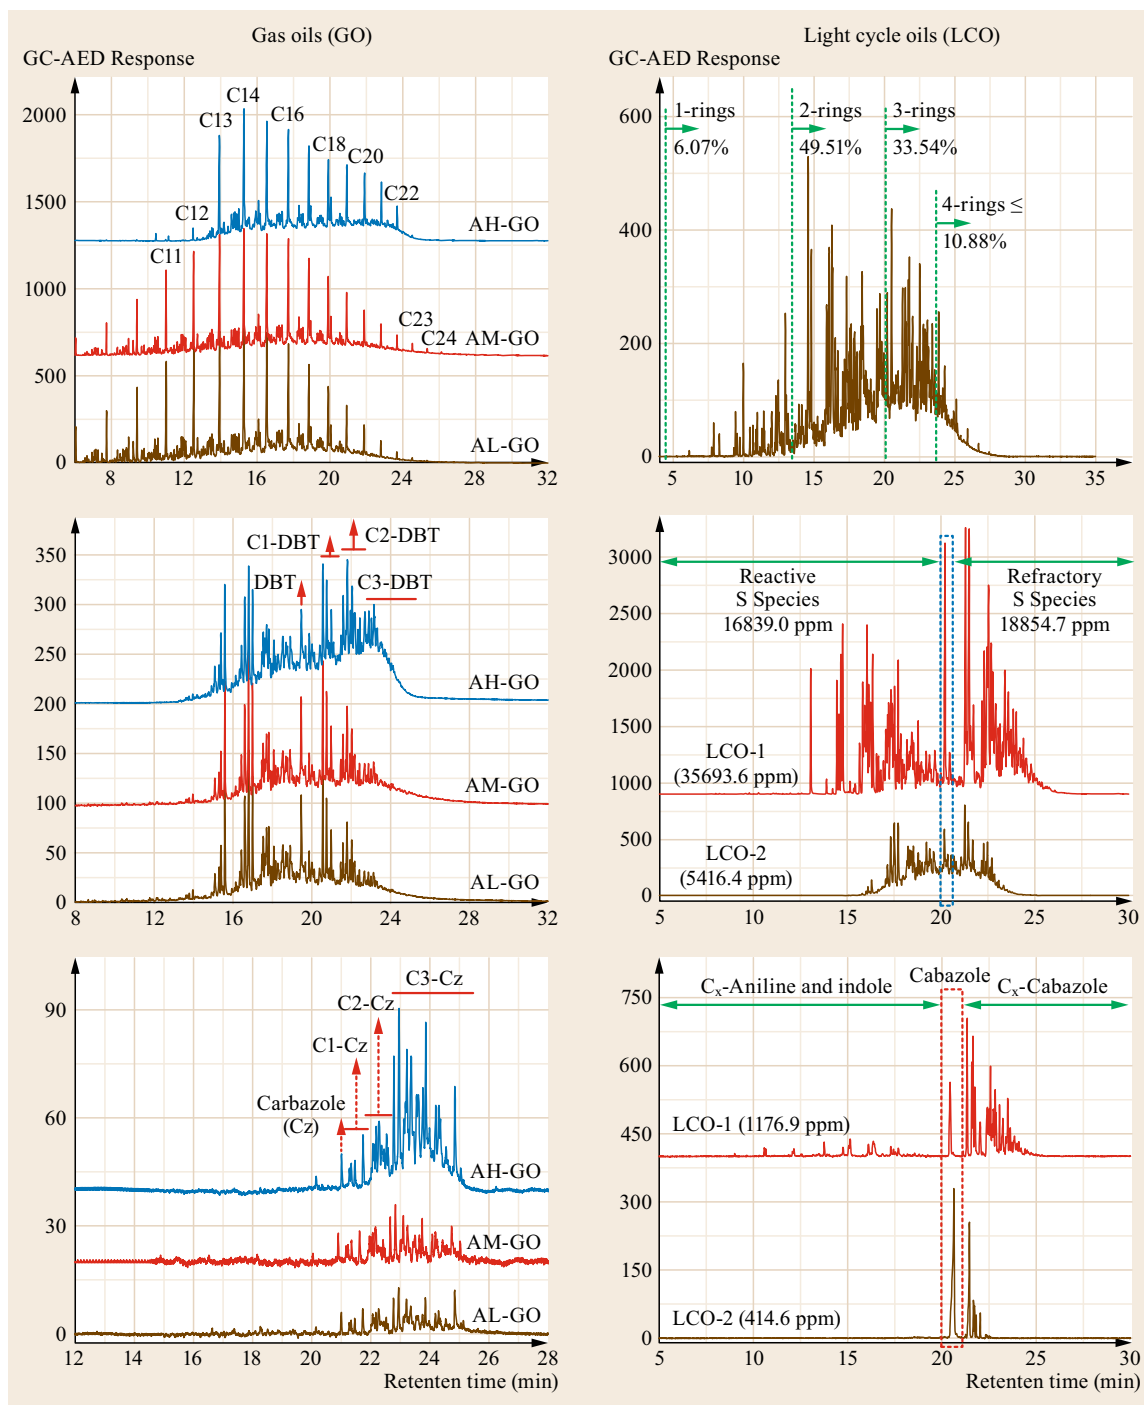 Gas oils (GO)
GC-AED Response
2000
1500
1000
500
0
C14
C13
C16
C18
C20
C22
C12
AH-GO
C11
C23
C24
AM-GO
AL-GO
8
12
16
20
24
28
32
Light cycle oils (LCO)
GC-AED Response
600
400
200
0
1-rings
6.07%
2-rings
49.51%
3-rings
33.54%
4-rings ≤
10.88%
5
10
15
20
25
30
35
350
300
250
200
150
100
50
0
C1-DBT
C2-DBT
DBT
C3-DBT
AH-GO
AM-GO
AL-GO
8
12
16
20
24
28
32
3000
2500
2000
1500
1000
500
0
Reactive
S Species
16839.0 ppm
Refractory
S Species
18854.7 ppm
LCO-1
(35693.6 ppm)
LCO-2
(5416.4 ppm)
5
10
15
20
25
30
90
60
30
0
C3-Cz
C2-Cz
C1-Cz
Carbazole
(Cz)
AH-GO
AM-GO
AL-GO
12
14
16
18
20
22
24
26
28
Retenten time (min)
750
600
450
300
150
0
Cabazole
Cx-Aniline and indole
Cx-Cabazole
LCO-1 (1176.9 ppm)
LCO-2 (414.6 ppm)
5
10
15
20
25
30
Retenten time (min)